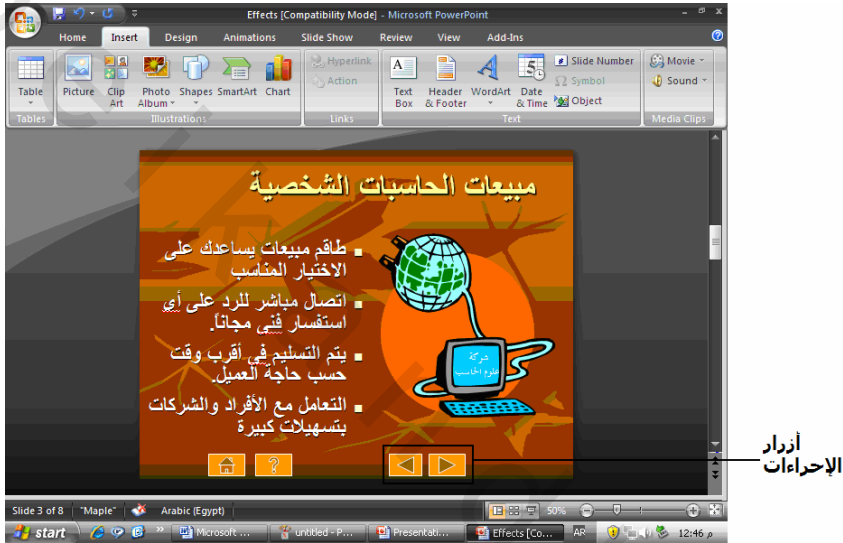 Effects [Compatibility Mode] - Microsoft PowerPoint
Home Insert Design Animations Slide Show Review View Add-Ins
Table Picture Clip Art Photo Album Shapes SmartArt Chart Hyperlink Action Text Box Header & Footer WordArt Date & Time Slide Number Symbol Object Movie Sound
Tables Illustrations Links Text Media Clips
مبيعات الحاسبات الشخصية
طاقم مبيعات يساعدك على
الاختيار المناسب
اتصال مباشر للرد على أي
استفسار فني مجاناً.
يتم التسليم في أقرب وقت
حسب حاجة العميل.
التعامل مع الأفراد والشركات
بتسهيلات كبيرة
شركة
علوم الحاسب
?
أزرار
الإجراءات
Slide 3 of 8 "Maple" Arabic (Egypt) 50%
start Microsoft ... untitled - P... Presentati... Effects [Co... AR 12:46 م